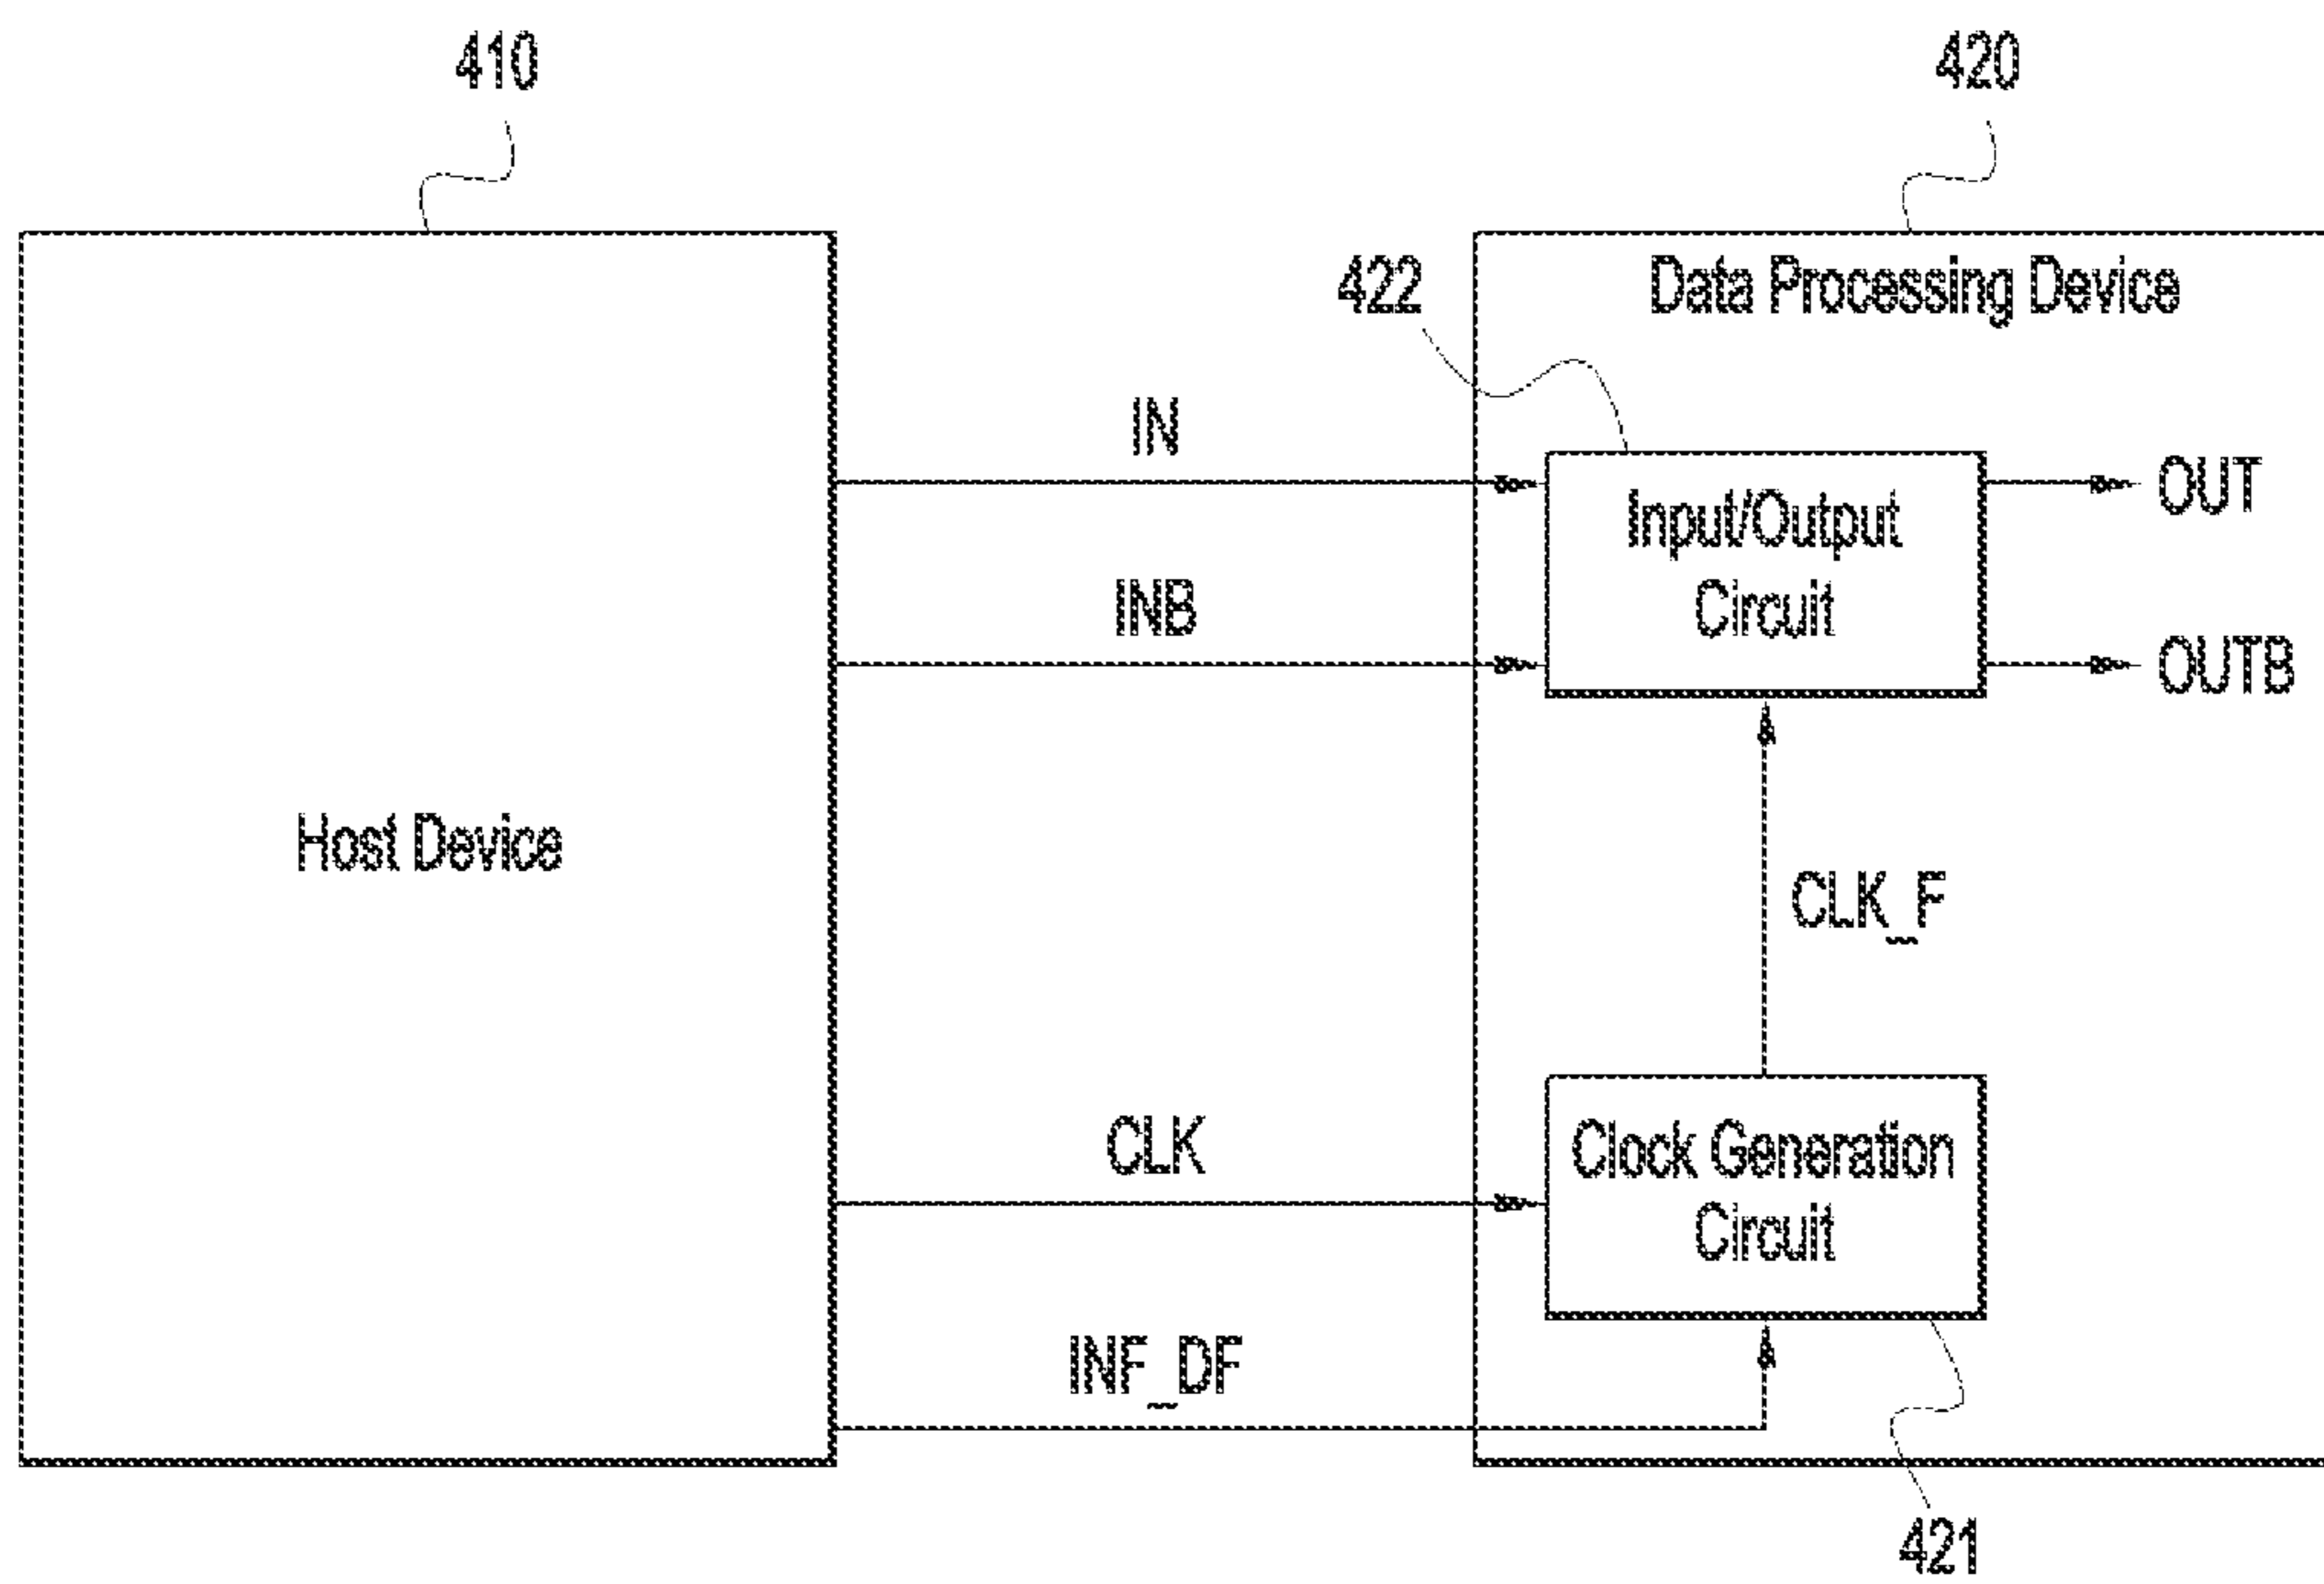 410
420
Data Processing Device
422
IN
OUT
Input/Output
Circuit
INB
OUTB
Host Device
CLK_F
CLK
Clock Generation
Circuit
INF_DF
421